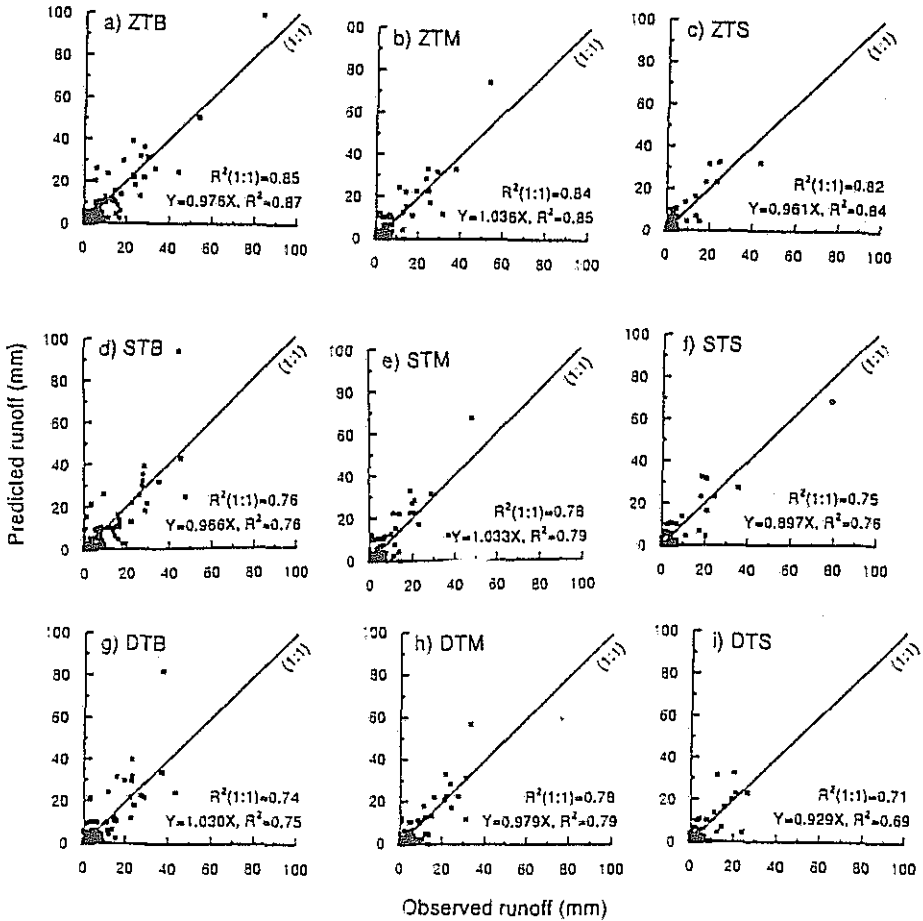 a) ZTB
(1:1)
R²(1:1)=0.85
Y=0.976X, R²=0.87
100
80
60
40
20
0
0 20 40 60 80 100
b) ZTM
(1:1)
R²(1:1)=0.84
Y=1.036X, R²=0.85
80
60
40
20
0
0 20 40 60 80 100
c) ZTS
(1:1)
R²(1:1)=0.82
Y=0.961X, R²=0.84
100
80
60
40
20
0
0 20 40 60 80 100
Predicted runoff (mm)
d) STB
(1:1)
R²(1:1)=0.76
Y=0.966X, R²=0.76
100
80
60
40
20
0
0 20 40 60 80 100
e) STM
(1:1)
R²(1:1)=0.78
Y=1.033X, R²=0.79
100
80
60
40
20
0
0 20 40 60 80 100
f) STS
(1:1)
R²(1:1)=0.75
Y=0.897X, R²=0.76
100
80
60
40
20
0
0 20 40 60 80 100
g) DTB
(1:1)
R²(1:1)=0.74
Y=1.030X, R²=0.75
100
80
60
40
20
0
0 20 40 60 80 100
h) DTM
(1:1)
R²(1:1)=0.78
Y=0.979X, R²=0.79
100
80
60
40
20
0
0 20 40 60 80 100
i) DTS
(1:1)
R²(1:1)=0.71
Y=0.929X, R²=0.69
100
80
60
40
20
0
0 20 40 60 80 100
Observed runoff (mm)